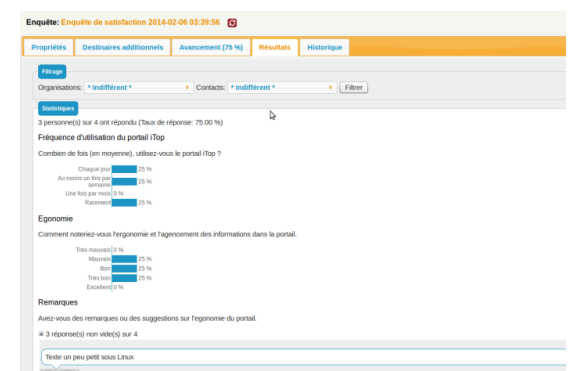 Enquête: Enquête de satisfaction 2014-02-06 03:39:56
Propriétés Destinaires additionnels Avancement (75 %) Résultats Historique
Filtrage
Organisations: * Indifférent * Contacts: * Indifférent * Filtrer
Statistiques
3 personne(s) sur 4 ont répondu (Taux de réponse: 75.00 %)
Fréquence d'utilisation du portail iTop
Combien de fois (en moyenne), utilisez-vous le portail iTop ?
Chaque jour 25 %
Au moins un fois par
semaine 25 %
Une fois par mois 0 %
Rarement 25 %
Egonomie
Comment noteriez-vous l'ergonomie et l'agencement des informations dans la portail.
Très mauvais 0 %
Mauvais 25 %
Bon 25 %
Très bon 25 %
Excellent 0 %
Remarques
Avez-vous des remarques ou des suggestions sur l'egonomie du portail.
3 réponse(s) non vide(s) sur 4
Texte un peu petit sous Linux